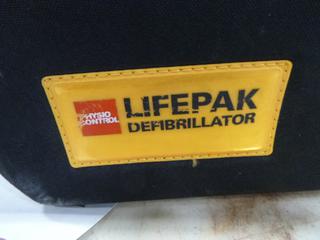 PHYSIO
CONTROL
LIFEPAK
DEFIBRILLATOR